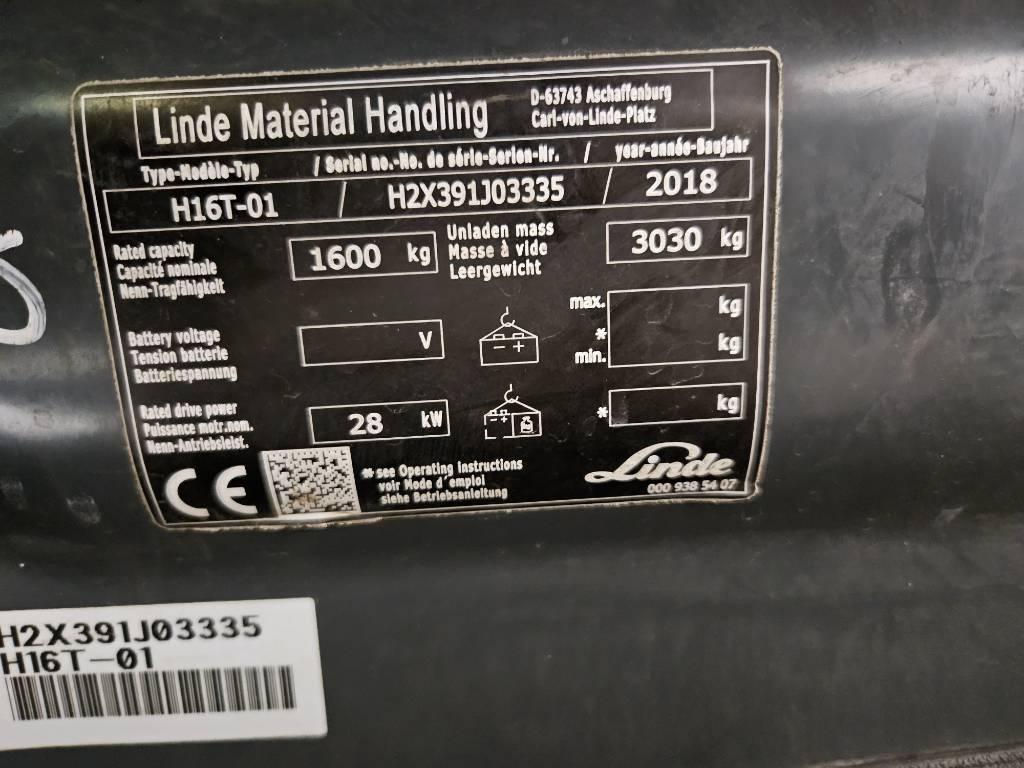 Linde Material Handling
D-63743 Aschaffenburg
Carl-von-Linde-Platz
Type-Modèle-Typ / Serial no.-No. de série-Serien-Nr. / year-année-Baujahr
H16T-01 / H2X391J03335 / 2018
Rated capacity
Capacité nominale
Nenn-Tragfähigkeit
1600 kg
Unladen mass
Masse à vide
Leergewicht
3030 kg
Battery voltage
Tension batterie
Batteriespannung
V
- +
max. kg
*
min. kg
Rated drive power
Puissance motr.nom.
Nenn-Antriebsleist.
28 kW
- +
* kg
CE
* see Operating Instructions
voir Mode d'emploi
siehe Betriebsanleitung
Linde
000 938 54 07
H2X391J03335
H16T-01